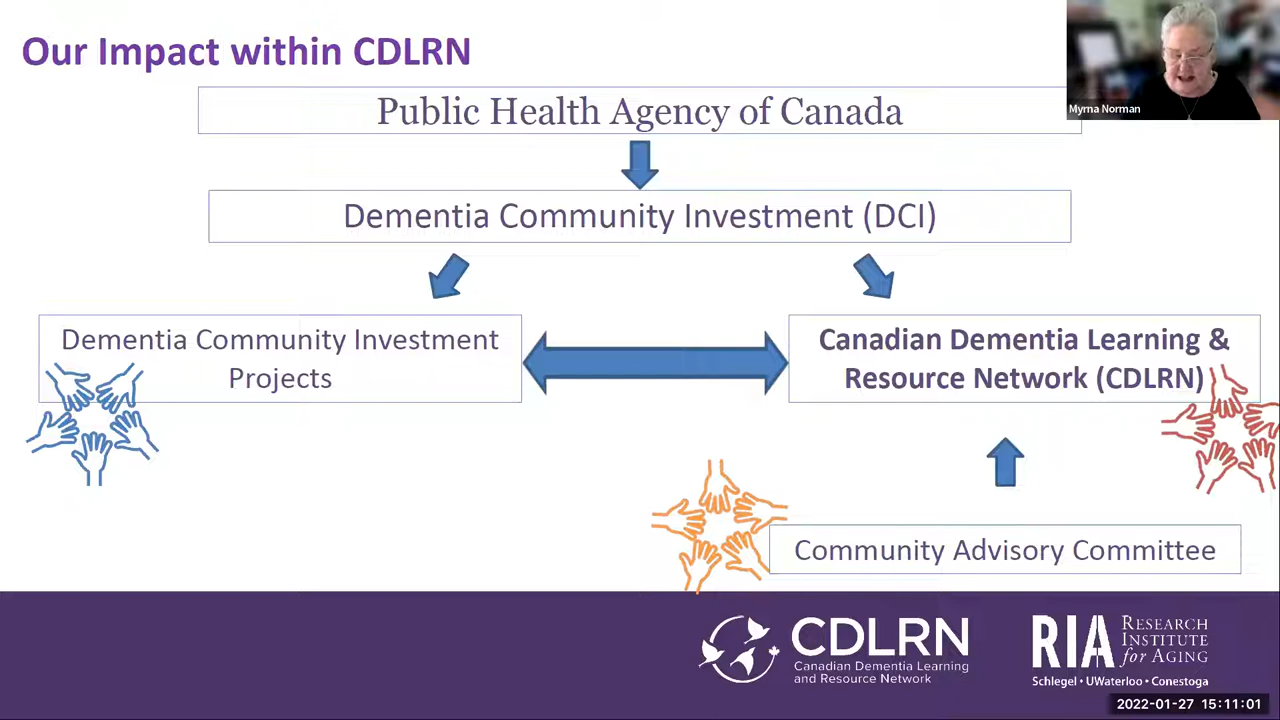 Our Impact within CDLRN
Myrna Norman
Public Health Agency of Canada
Dementia Community Investment (DCI)
Dementia Community Investment
Projects
Canadian Dementia Learning &
Resource Network (CDLRN)
Community Advisory Committee
CDLRN
Canadian Dementia Learning
and Resource Network
RIA
RESEARCH
INSTITUTE
for AGING
Schlegel • UWaterloo • Conestoga
2022-01-27 15:11:01